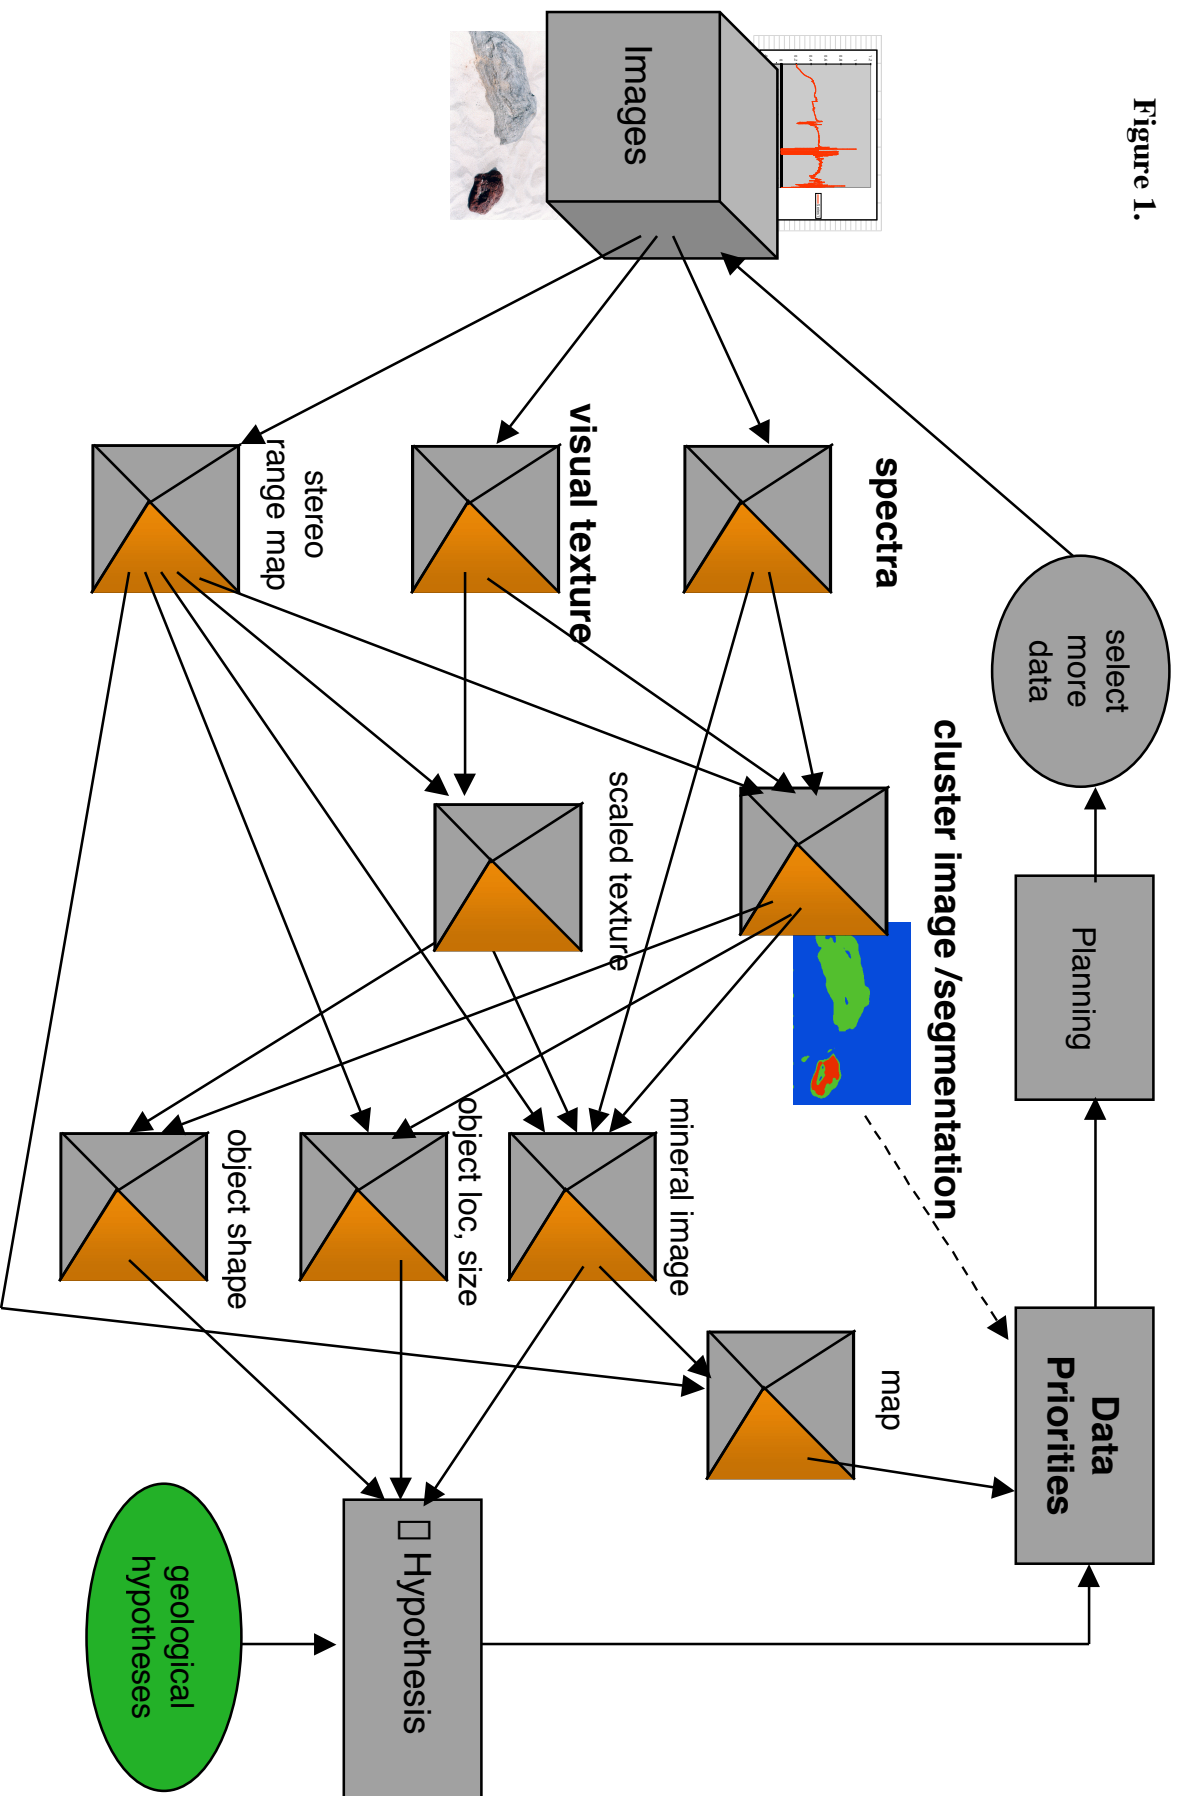 Figure 1.
Images
select
more
data
Planning
Data
Priorities
spectra
cluster image /segmentation
map
visual texture
scaled texture
mineral image
stereo
range map
object loc, size
object shape
Hypothesis
geological
hypotheses